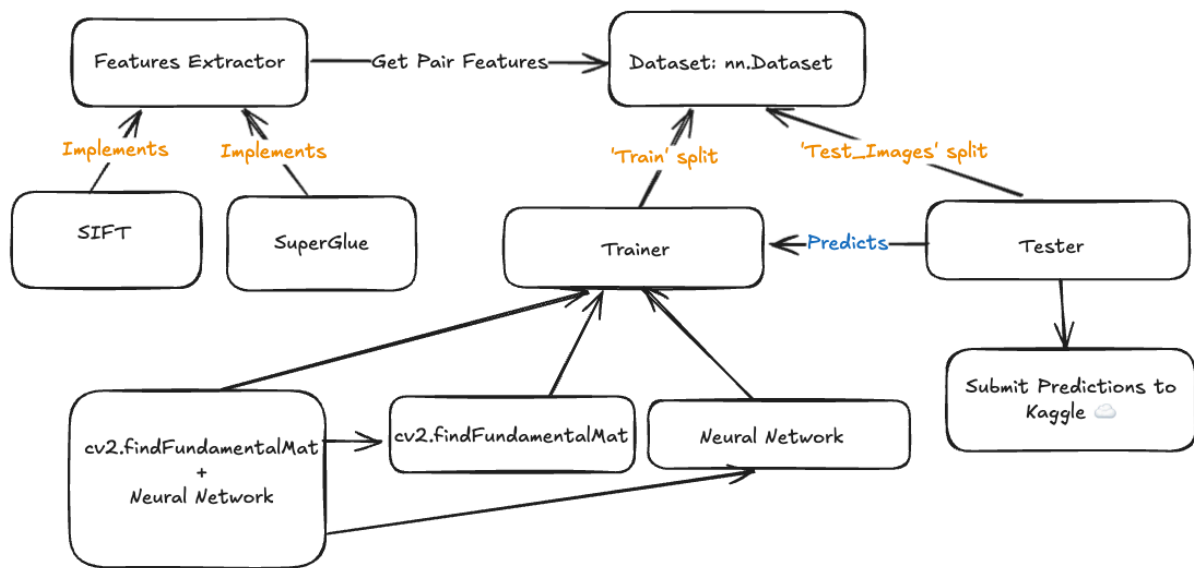 Features Extractor
Get Pair Features
Dataset: nn.Dataset
Implements
Implements
'Train' split
'Test_Images' split
SIFT
SuperGlue
Trainer
Predicts
Tester
cv2.findFundamentalMat
+
Neural Network
cv2.findFundamentalMat
Neural Network
Submit Predictions to
Kaggle ☁️